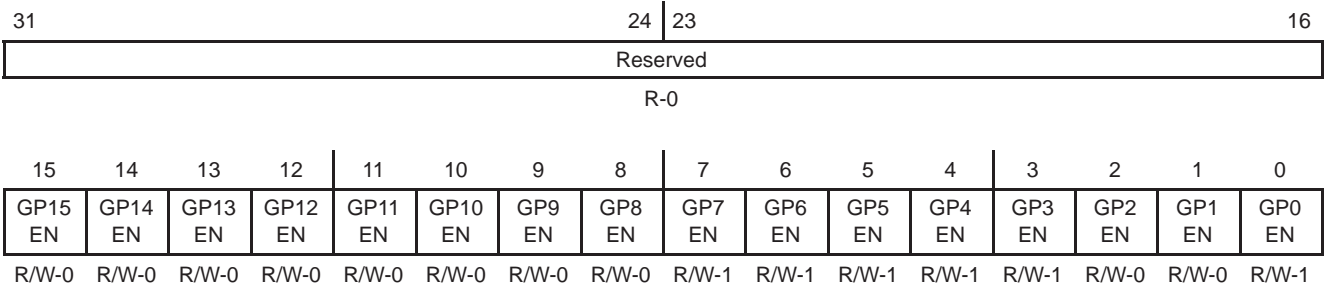 31 24 23 16
Reserved
R-0
15 14 13 12 11 10 9 8 7 6 5 4 3 2 1 0
GP15 GP14 GP13 GP12 GP11 GP10 GP9 GP8 GP7 GP6 GP5 GP4 GP3 GP2 GP1 GP0
EN EN EN EN EN EN EN EN EN EN EN EN EN EN EN EN
R/W-0 R/W-0 R/W-0 R/W-0 R/W-0 R/W-0 R/W-0 R/W-0 R/W-1 R/W-1 R/W-1 R/W-1 R/W-1 R/W-0 R/W-0 R/W-1